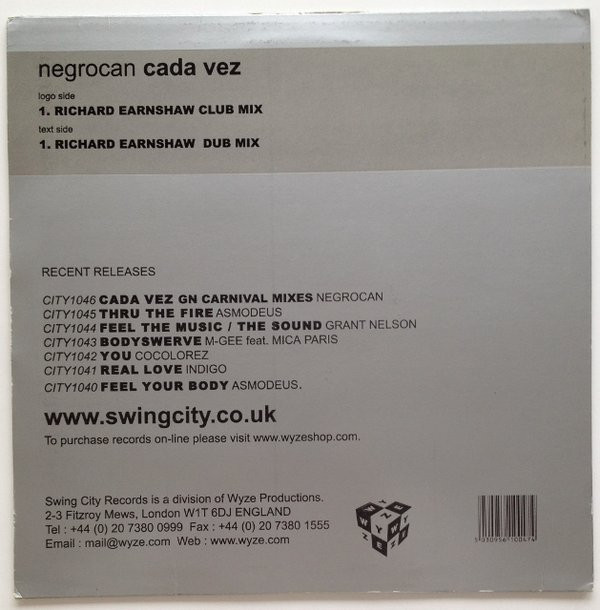 negrocan cada vez
logo side
1. RICHARD EARNSHAW CLUB MIX
text side
1. RICHARD EARNSHAW DUB MIX
RECENT RELEASES
CITY1046 CADA VEZ GN CARNIVAL MIXES NEGROCAN
CITY1045 THRU THE FIRE ASMODEUS
CITY1044 FEEL THE MUSIC / THE SOUND GRANT NELSON
CITY1043 BODYSWERVE M-GEE feat. MICA PARIS
CITY1042 YOU COCOLOREZ
CITY1041 REAL LOVE INDIGO
CITY1040 FEEL YOUR BODY ASMODEUS.
www.swingcity.co.uk
To purchase records on-line please visit www.wyzeshop.com.
Swing City Records is a division of Wyze Productions.
2-3 Fitzroy Mews, London W1T 6DJ ENGLAND
Tel : +44 (0) 20 7380 0999 Fax : +44 (0) 20 7380 1555
Email : mail@wyze.com Web : www.wyze.com
WYZE
5 030956 100474